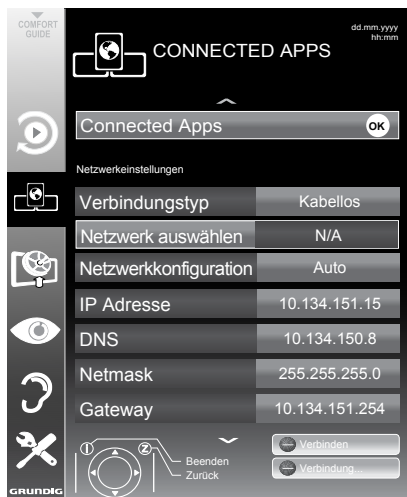 COMFORT
GUIDE
dd.mm.yyyy
hh:mm
CONNECTED APPS
Connected Apps OK
Netzwerkeinstellungen
Verbindungstyp Kabellos
Netzwerk auswählen N/A
Netzwerkkonfiguration Auto
IP Adresse 10.134.151.15
DNS 10.134.150.8
Netmask 255.255.255.0
Gateway 10.134.151.254
1 2
Verbinden
Beenden
Verbindung...
Zurück
GRUNDIG